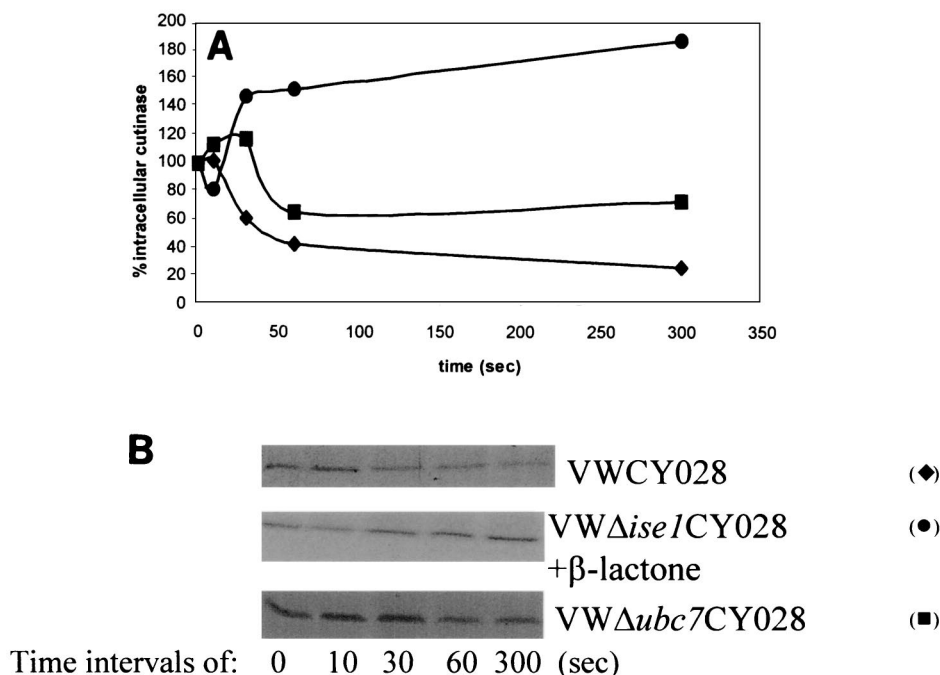 A
200
180
160
140
120
100
80
60
40
20
0
% intracellular cutinase
0 50 100 150 200 250 300 350
time (sec)
B
VWCY028 (◆)
VWΔise1CY028 (●)
+β-lactone
VWΔubc7CY028 (■)
Time intervals of: 0 10 30 60 300 (sec)